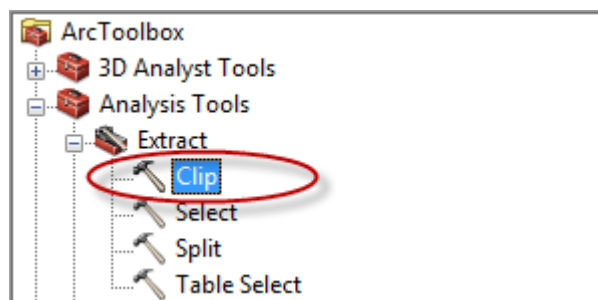 ArcToolbox
3D Analyst Tools
Analysis Tools
Extract
Clip
Select
Split
Table Select